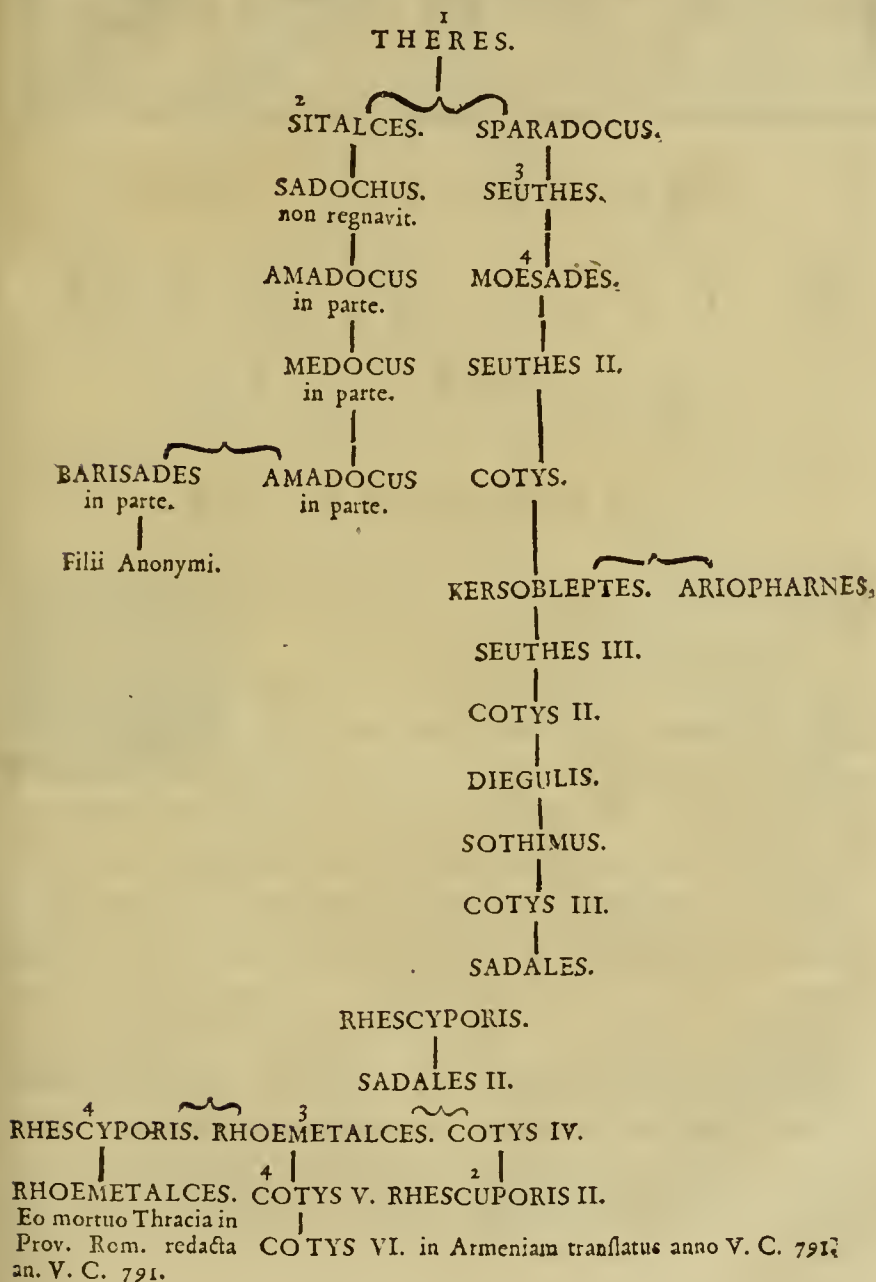 1
THERES.
2
SITALCES. SPARADOCUS.
3
SADOCHUS. SEUTHES.
non regnavit.
4
AMADOCUS MOESADES.
in parte.
MEDOCUS SEUTHES II.
in parte.
BARISADES AMADOCUS COTYS.
in parte. in parte.
Filii Anonymi.
KERSOBLEPTES. ARIOPHARNES,
SEUTHES III.
COTYS II.
DIEGULIS.
SOTHIMUS.
COTYS III.
SADALES.
RHESCYPORIS.
SADALES II.
4 3
RHESCYPORIS. RHOEMETALCES. COTYS IV.
4 2
RHOEMETALCES. COTYS V. RHESCUPORIS II.
Eo mortuo Thracia in
Prov. Rom. redacta COTYS VI. in Armeniam tranſlatus anno V. C. 791.
an. V. C. 791.